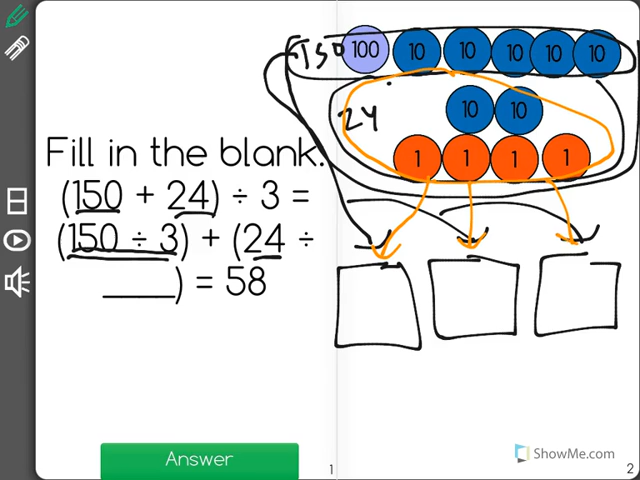 Fill in the blank.
(150 + 24) ÷ 3 =
(150 ÷ 3) + (24 ÷
____) = 58
Answer
1
150 100 10 10 10 10 10
24 10 10
1 1 1 1
ShowMe.com
2